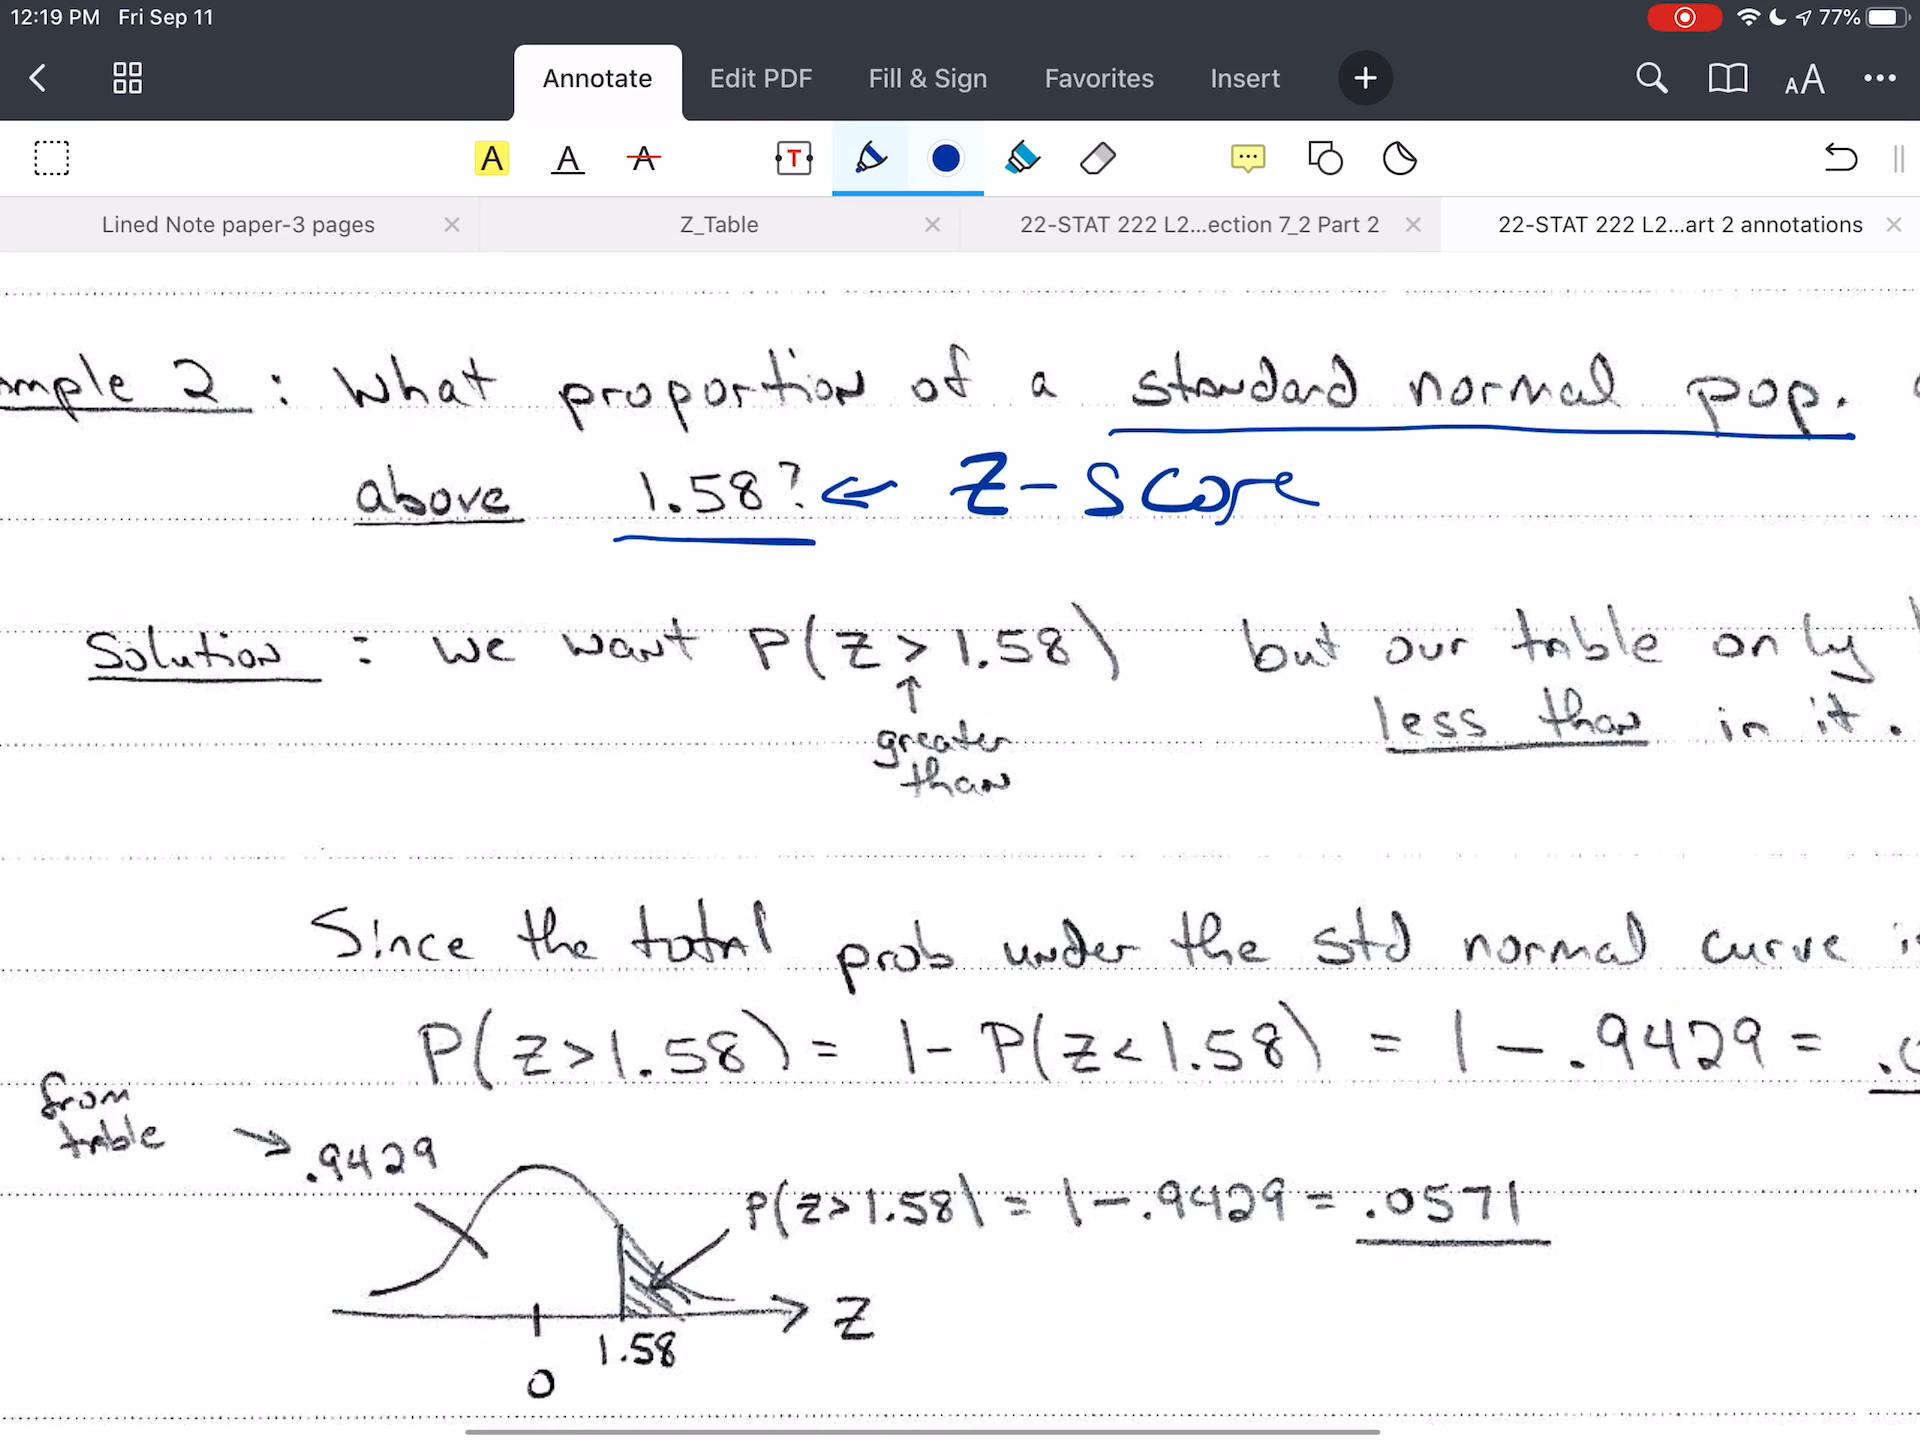 12:19 PM Fri Sep 11
77%
Annotate Edit PDF Fill & Sign Favorites Insert
AA
A A A T
Lined Note paper-3 pages Z_Table 22-STAT 222 L2...ection 7_2 Part 2 22-STAT 222 L2...art 2 annotations
mple 2 : What proportion of a standard normal pop.
above 1.58? ← Z-score
Solution : we want P(Z > 1.58) but our table only
↑ less than in it.
greater
than
Since the total prob under the std normal curve is
P(Z>1.58) = 1- P(Z<1.58) = 1 - .9429 = .0
from
table → .9429
P(Z>1.58) = 1-.9429 = .0571
Z
1.58
0